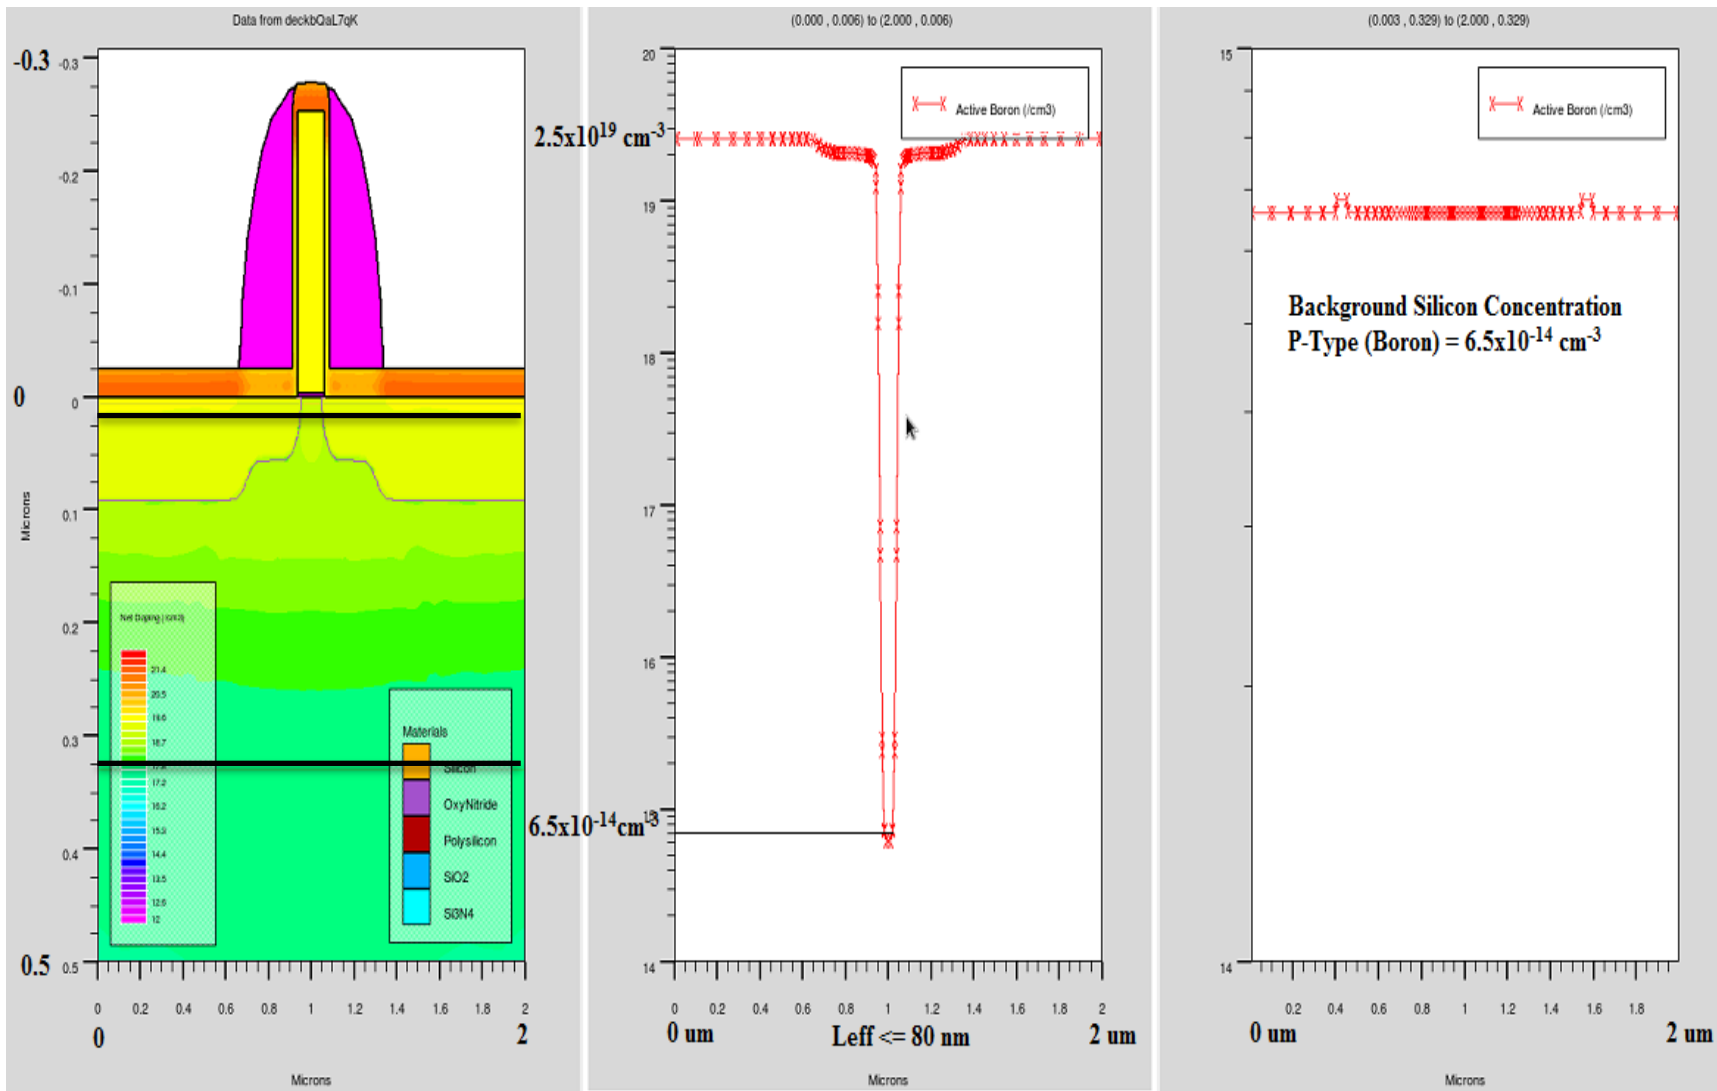 Data from deckbQaL7qK
-0.3
-0.3
-0.2
-0.1
0
0
0.1
0.2
0.3
0.4
0.5
0.5
Microns
Net Doping (/cm3)
21.4
20.5
19.6
18.7
17.2
16.2
15.3
14.4
13.5
12.6
12
Materials
Silicon
OxyNitride
Polysilicon
SiO2
Si3N4
0 0.2 0.4 0.6 0.8 1 1.2 1.4 1.6 1.8 2
0 2
Microns
(0.000 , 0.006) to (2.000 , 0.006)
Active Boron (/cm3)
20
2.5x10¹⁹ cm⁻³
19
18
17
16
6.5x10⁻¹⁴cm⁻³
14
0 0.2 0.4 0.6 0.8 1 1.2 1.4 1.6 1.8 2
0 um Leff <= 80 nm 2 um
Microns
(0.003 , 0.329) to (2.000 , 0.329)
15
Active Boron (/cm3)
Background Silicon Concentration
P-Type (Boron) = 6.5x10⁻¹⁴ cm⁻³
14
0.2 0.4 0.6 0.8 1 1.2 1.4 1.6 1.8
0 um 2 um
Microns